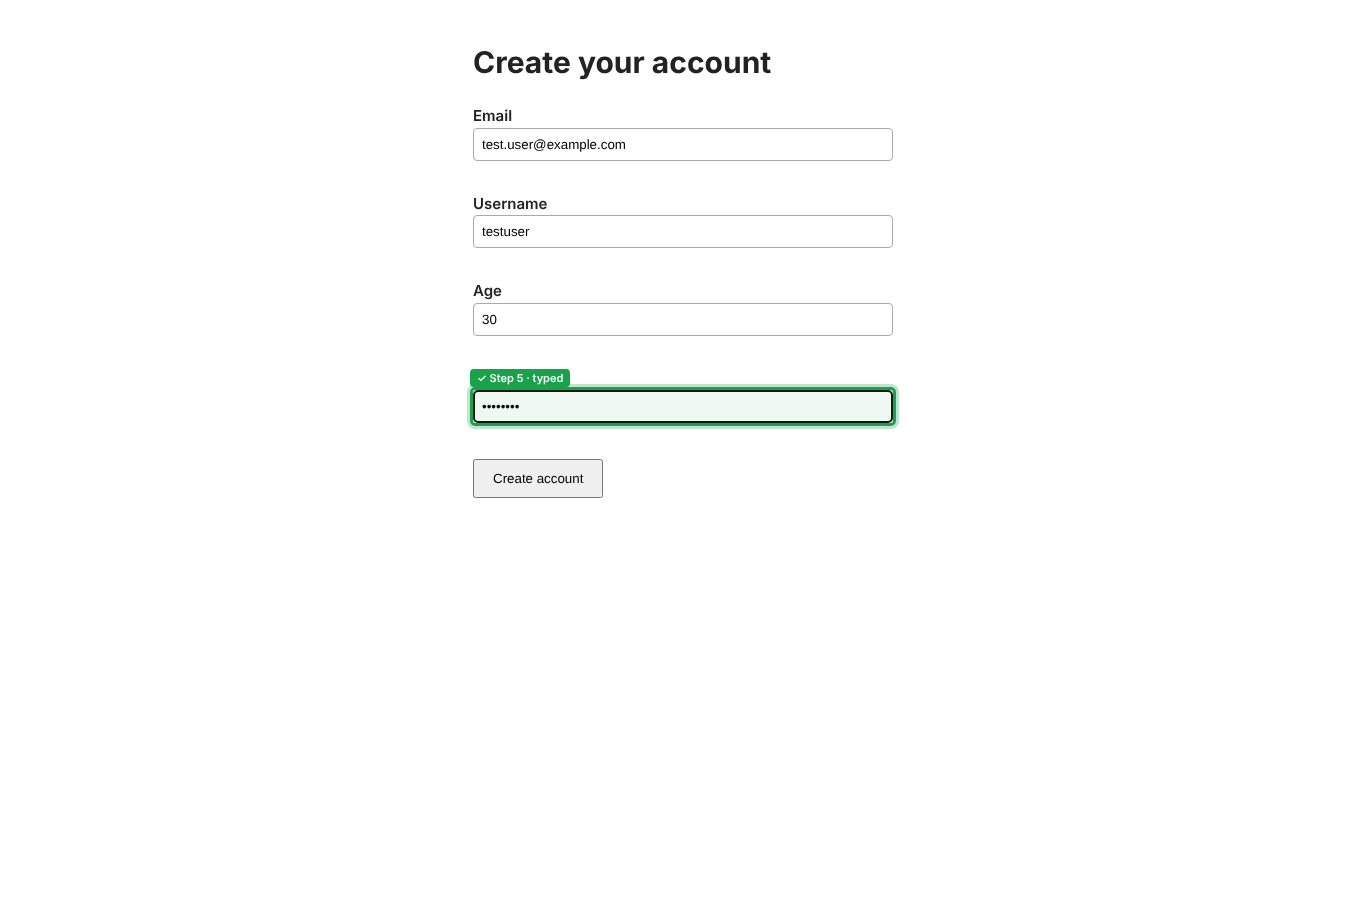 Create your account
Email
test.user@example.com
Username
testuser
Age
30
✓ Step 5 · typed
••••••••
Create account